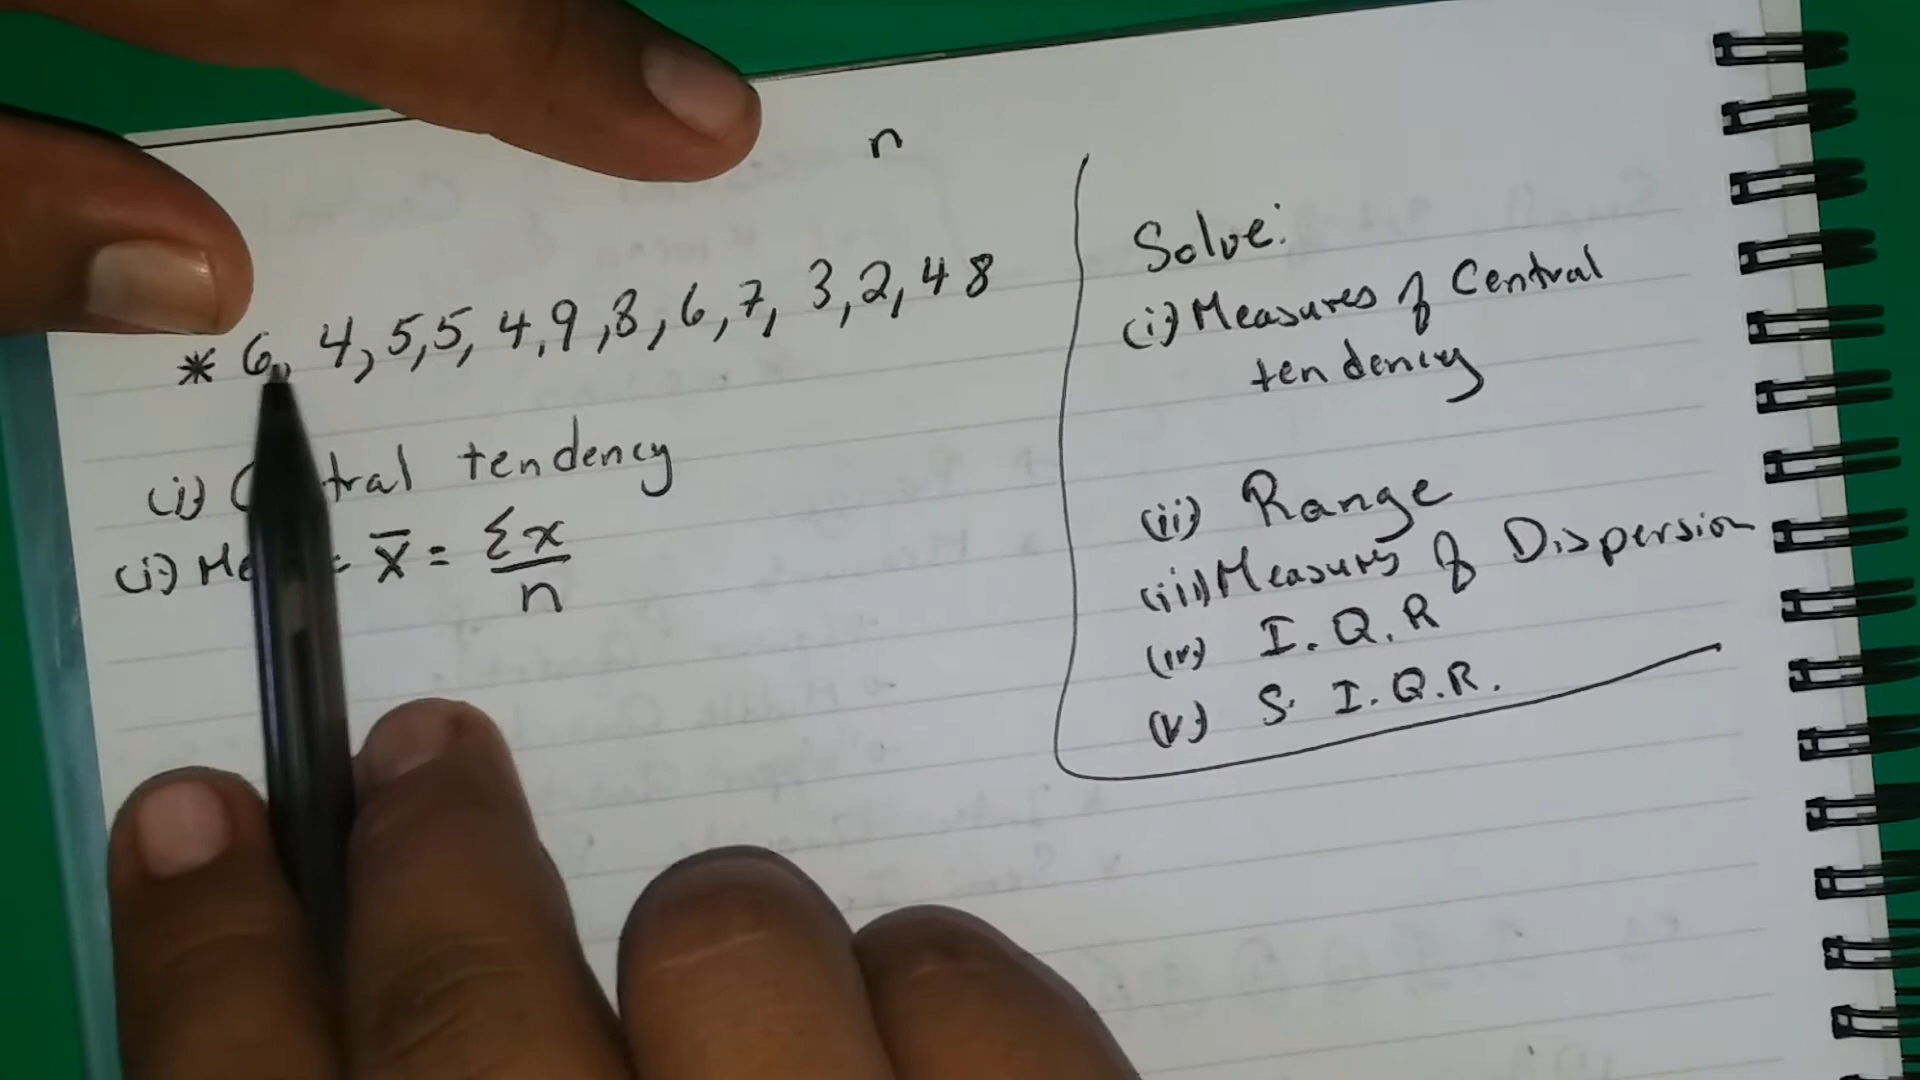 n
* 6, 4, 5, 5, 4, 9, 8, 6, 7, 3, 2, 4 8
(i) tral tendency
(i) Me = x̄ = Σx/n
Solve:
(i) Measures of Central
tendency
(ii) Range
(iii) Measures of Dispersion
(iv) I.Q.R
(v) S. I.Q.R.